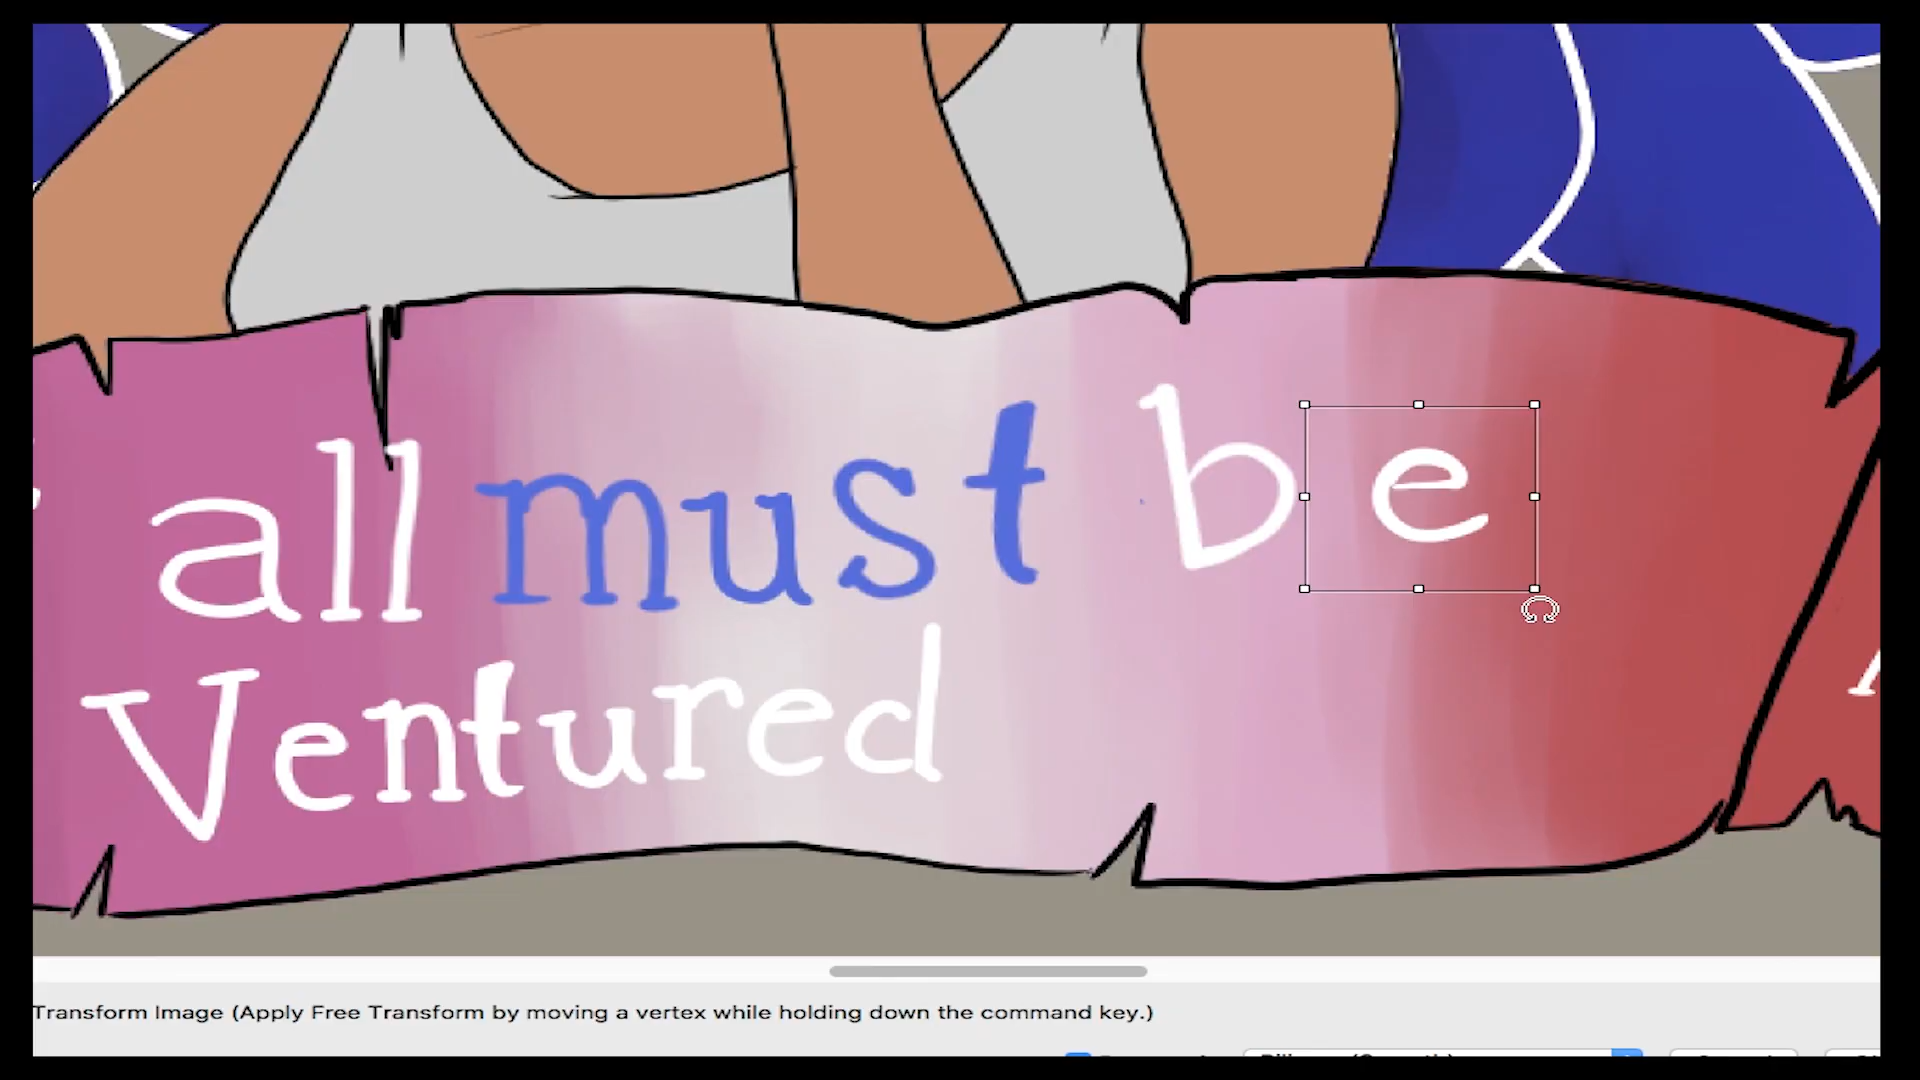 all must be
Ventured
Transform Image (Apply Free Transform by moving a vertex while holding down the command key.)